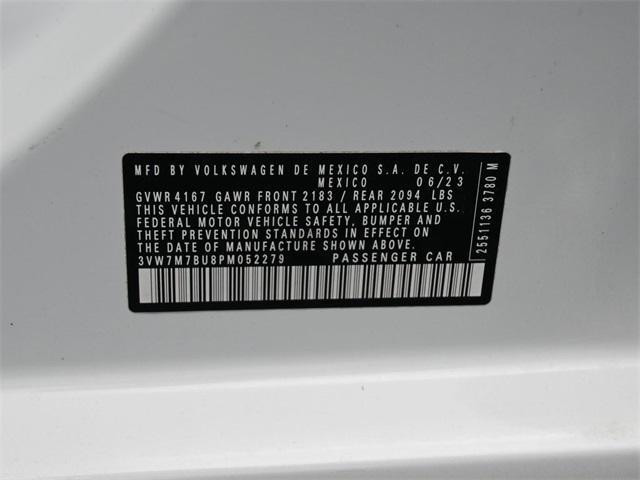 MFD BY VOLKSWAGEN DE MEXICO S.A. DE C.V.
MEXICO 06/23
GVWR 4167 GAWR FRONT 2183 / REAR 2094 LBS
THIS VEHICLE CONFORMS TO ALL APPLICABLE U.S.
FEDERAL MOTOR VEHICLE SAFETY, BUMPER AND
THEFT PREVENTION STANDARDS IN EFFECT ON
THE DATE OF MANUFACTURE SHOWN ABOVE.
3VW7M7BU8PM052279 PASSENGER CAR
2551136 3780 M